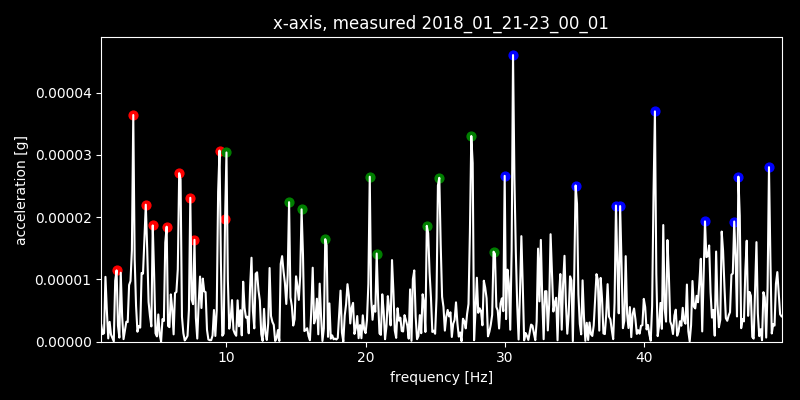 x-axis, measured 2018_01_21-23_00_01
0.00004
0.00003
0.00002
0.00001
0.00000
acceleration [g]
10 20 30 40
frequency [Hz]